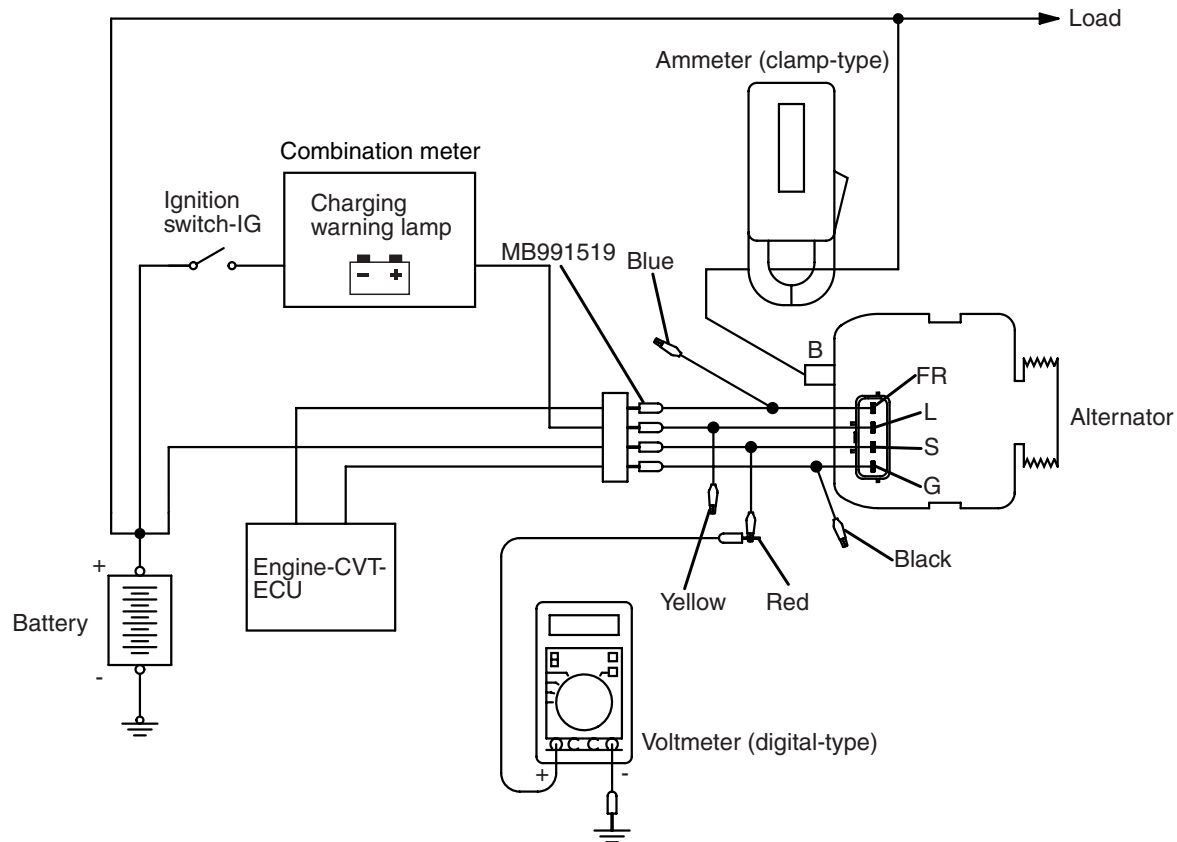 Load
Ammeter (clamp-type)
Combination meter
Ignition
switch-IG
Charging
warning lamp
- +
MB991519
Blue
B
FR
L
Alternator
S
G
Engine-CVT-
ECU
Black
+
Yellow
Red
Battery
-
Voltmeter (digital-type)
+ -